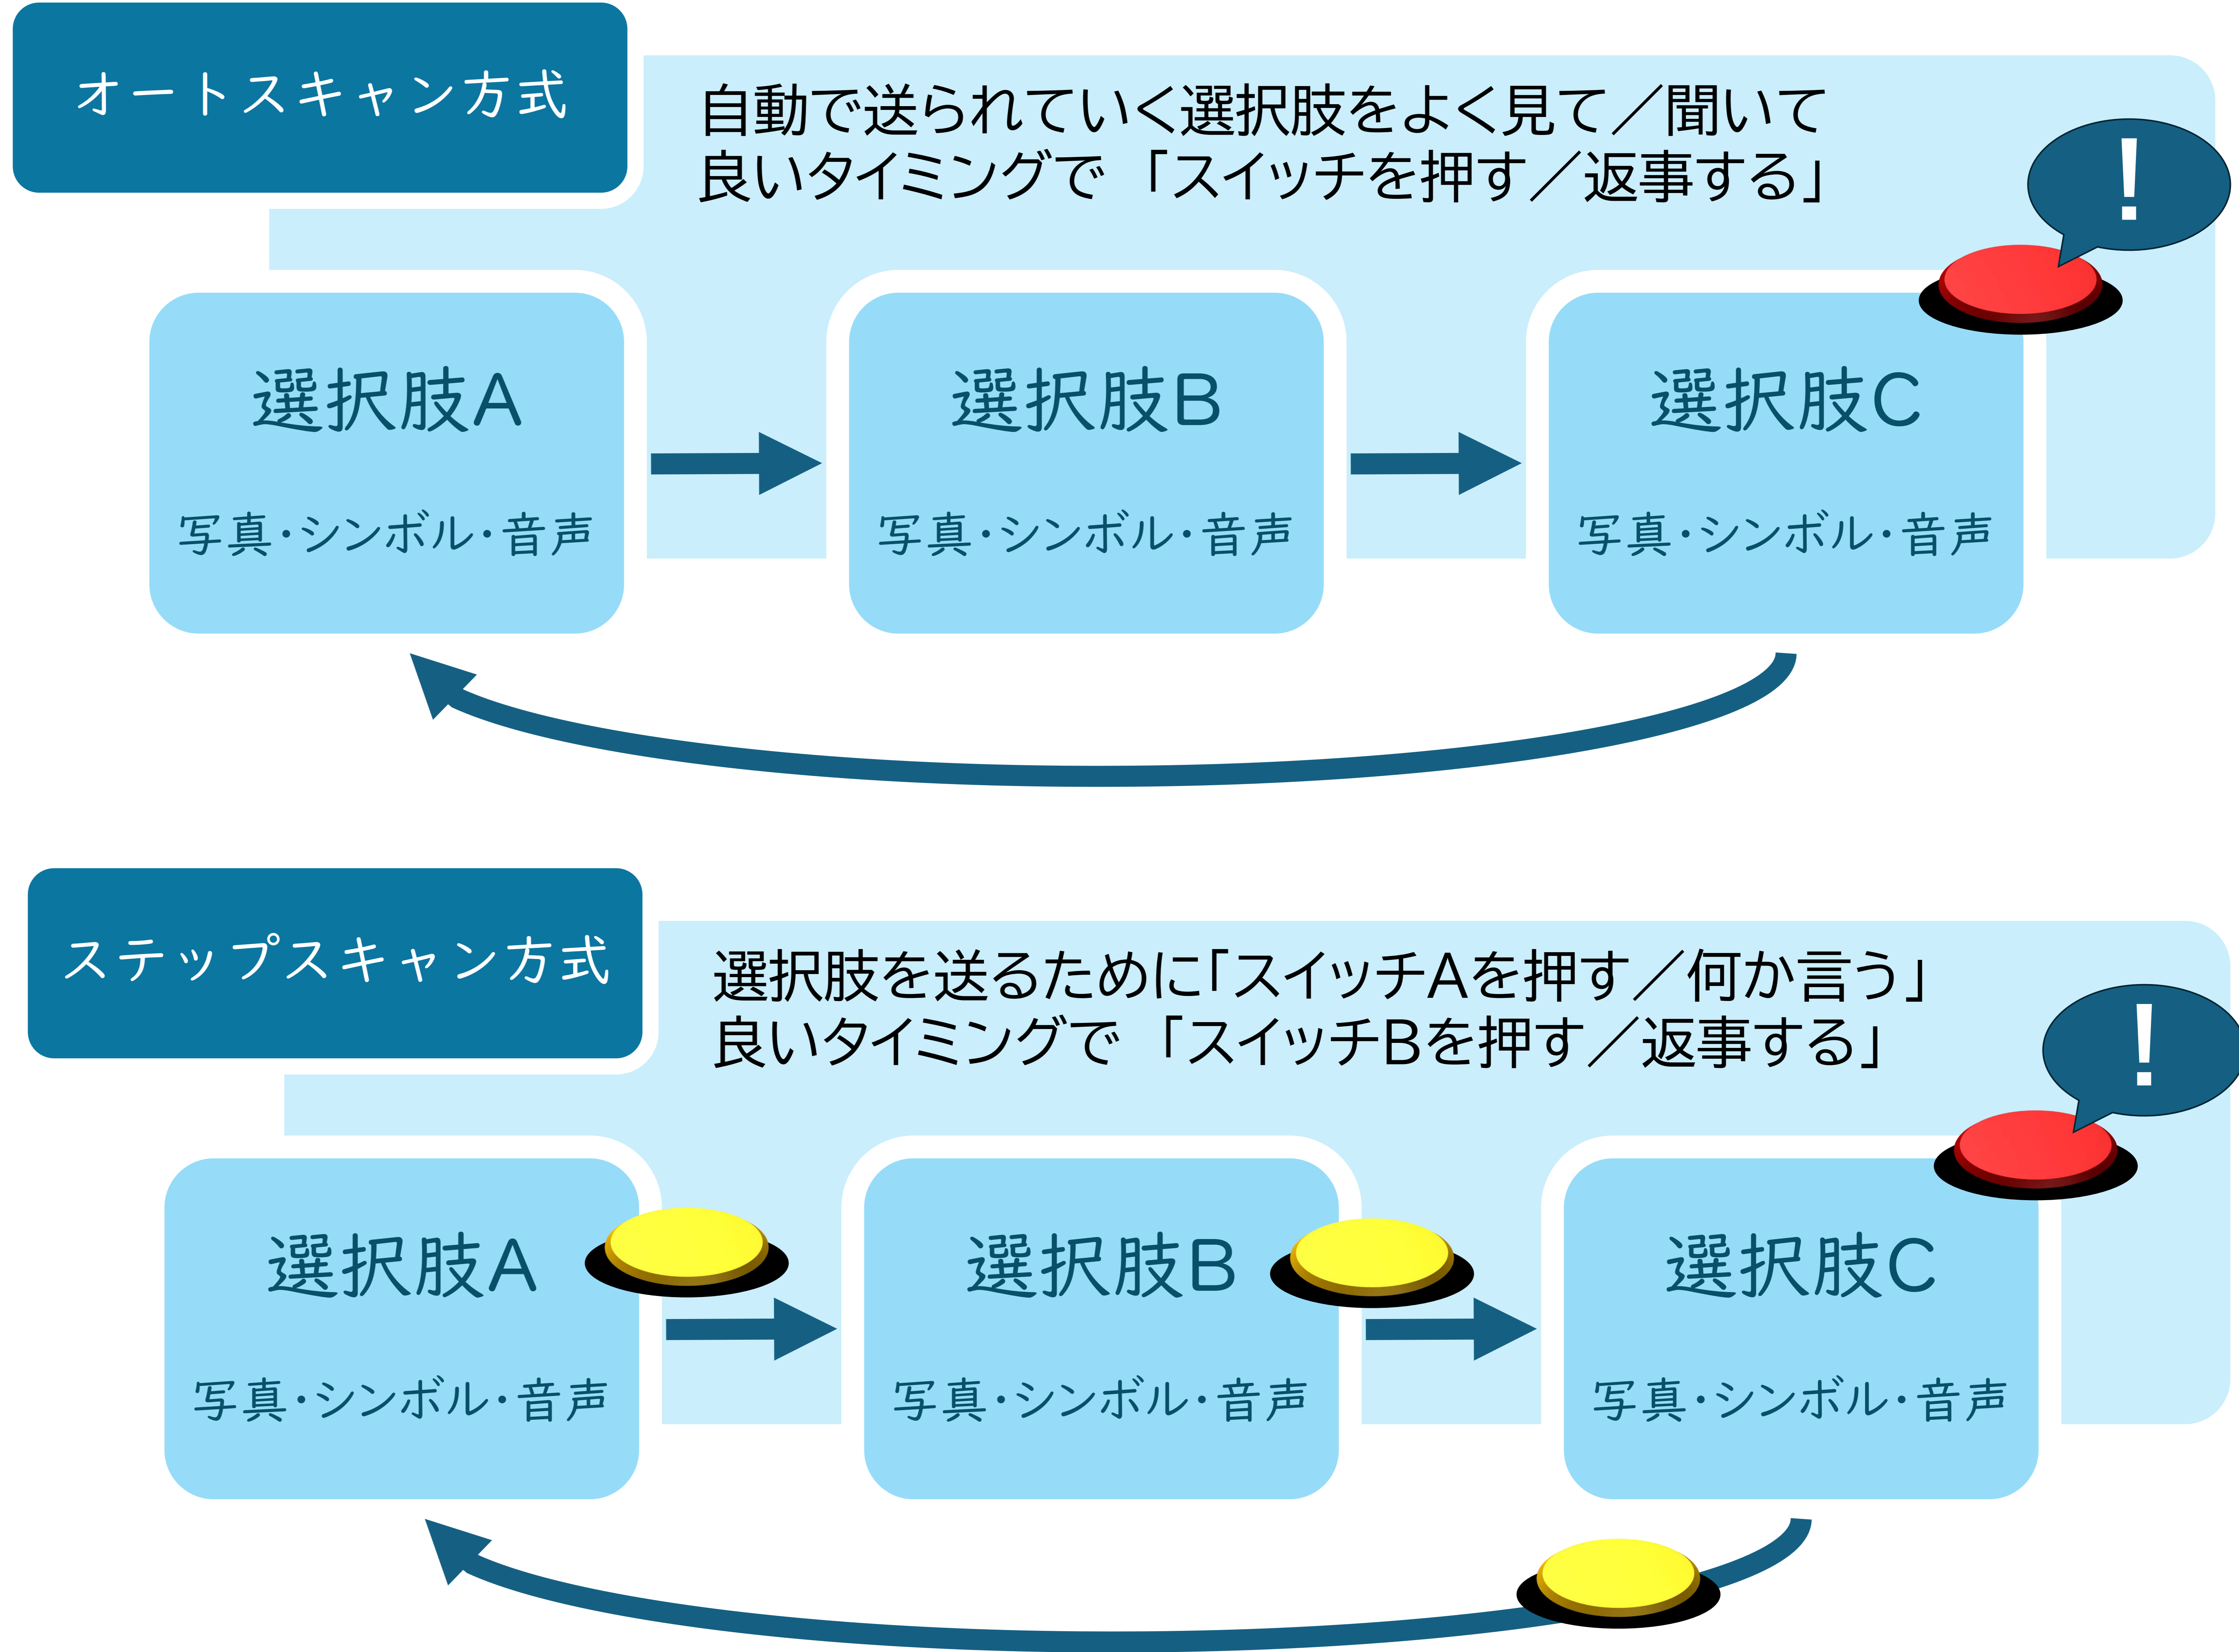 オートスキャン方式
自動で送られていく選択肢をよく見て／聞いて
良いタイミングで「スイッチを押す／返事する」
!
選択肢A
写真・シンボル・音声
選択肢B
写真・シンボル・音声
選択肢C
写真・シンボル・音声
ステップスキャン方式
選択肢を送るために「スイッチAを押す／何か言う」
良いタイミングで「スイッチBを押す／返事する」
!
選択肢A
写真・シンボル・音声
選択肢B
写真・シンボル・音声
選択肢C
写真・シンボル・音声